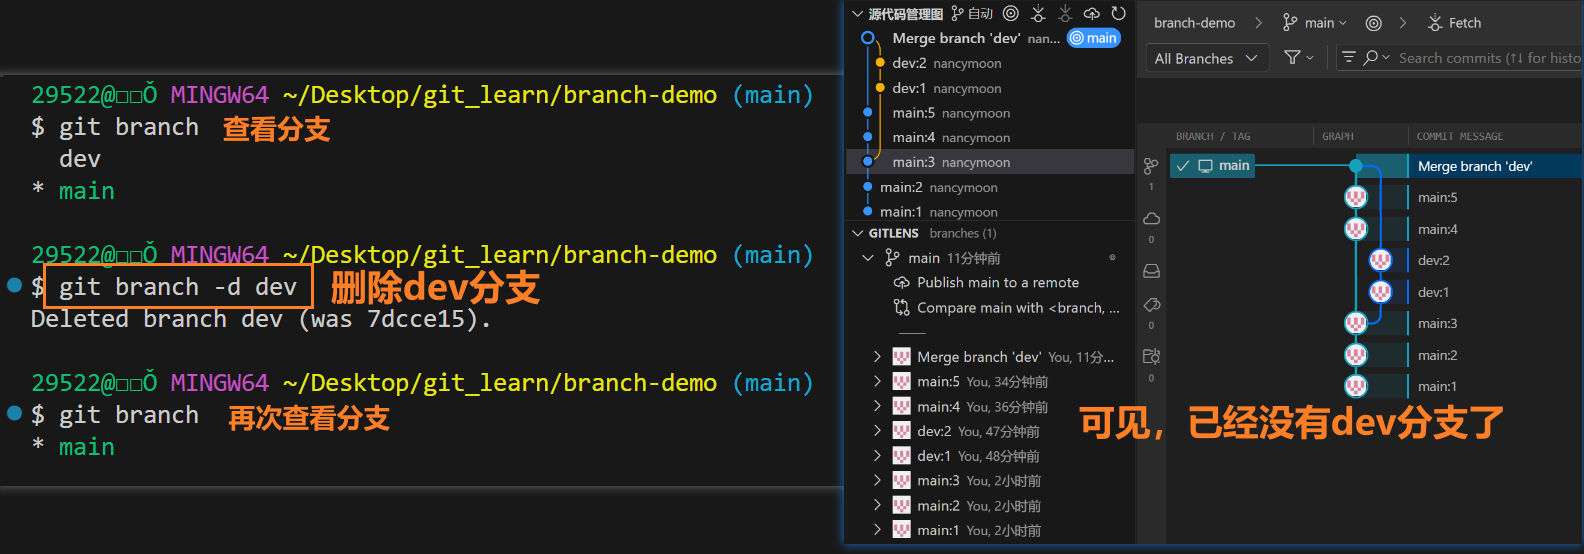 29522@□□Ǒ MINGW64 ~/Desktop/git_learn/branch-demo (main)
$ git branch 查看分支
dev
* main
29522@□□Ǒ MINGW64 ~/Desktop/git_learn/branch-demo (main)
$ git branch -d dev 删除dev分支
Deleted branch dev (was 7dcce15).
29522@□□Ǒ MINGW64 ~/Desktop/git_learn/branch-demo (main)
$ git branch 再次查看分支
* main
源代码管理图 自动
Merge branch 'dev' nan... main
dev:2 nancymoon
dev:1 nancymoon
main:5 nancymoon
main:4 nancymoon
main:3 nancymoon
main:2 nancymoon
main:1 nancymoon
GITLENS branches (1)
main 11分钟前
Publish main to a remote
Compare main with <branch, ...
Merge branch 'dev' You, 11分...
main:5 You, 34分钟前
main:4 You, 36分钟前
dev:2 You, 47分钟前
dev:1 You, 48分钟前
main:3 You, 2小时前
main:2 You, 2小时前
main:1 You, 2小时前
branch-demo main Fetch
All Branches Search commits (↑↓ for histo
BRANCH / TAG GRAPH COMMIT MESSAGE
main Merge branch 'dev'
1
main:5
0
main:4
dev:2
dev:1
0
main:3
main:2
0
main:1
可见，已经没有dev分支了